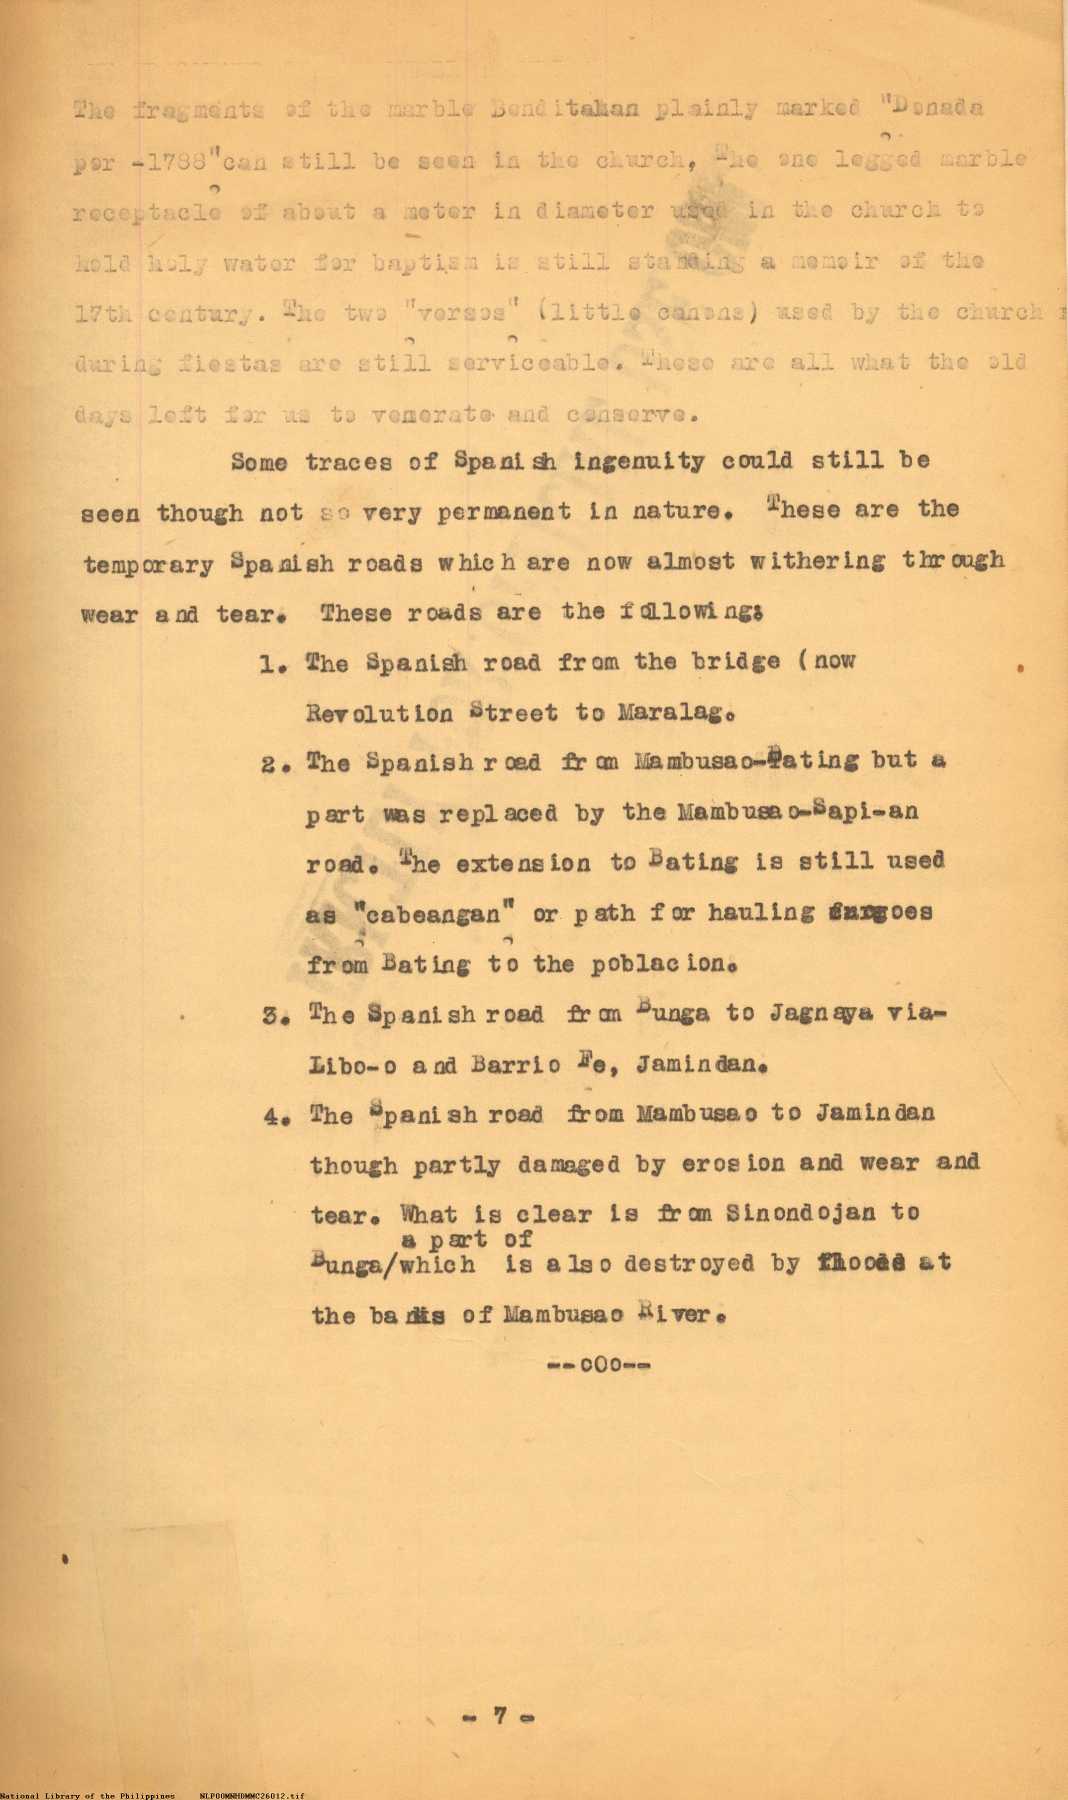 The fragments of the marble Benditahan plainly marked "Donada
por -1788" can still be seen in the church, The one legged marble
receptacle of about a meter in diameter used in the church to
hold holy water for baptism is still standing a memoir of the
17th century. The two "versos" (little canons) used by the church
during fiestas are still serviceable. These are all what the old
days left for us to venerate and conserve.
Some traces of Spanish ingenuity could still be
seen though not so very permanent in nature. These are the
temporary Spanish roads which are now almost withering through
wear and tear. These roads are the following:
1. The Spanish road from the bridge (now
Revolution Street to Maralag.
2. The Spanish road from Mambusao-Bating but a
part was replaced by the Mambusao-Sapi-an
road. The extension to Bating is still used
as "cabeangan" or path for hauling cargoes
from Bating to the poblacion.
3. The Spanish road from Bunga to Jagnaya via-
Libo-o and Barrio Fe, Jamindan.
4. The Spanish road from Mambusao to Jamindan
though partly damaged by erosion and wear and
tear. What is clear is from Sinondojan to
a part of
Bunga/which is also destroyed by floods at
the banks of Mambusao River.
--oOo--
- 7 -
National Library of the Philippines NLPOOMNHDMMC26012.tif